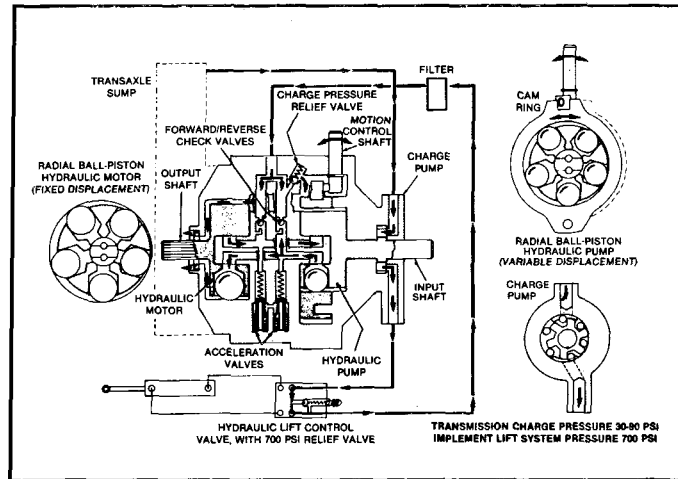 TRANSAXLE
SUMP
FILTER
CHARGE PRESSURE
RELIEF VALVE
CAM
RING
FORWARD/REVERSE
CHECK VALVES
MOTION
CONTROL
SHAFT
RADIAL BALL-PISTON
HYDRAULIC MOTOR
(FIXED DISPLACEMENT)
OUTPUT
SHAFT
CHARGE
PUMP
RADIAL BALL-PISTON
HYDRAULIC PUMP
(VARIABLE DISPLACEMENT)
INPUT
SHAFT
CHARGE
PUMP
HYDRAULIC
MOTOR
ACCELERATION
VALVES
HYDRAULIC
PUMP
HYDRAULIC LIFT CONTROL
VALVE, WITH 700 PSI RELIEF VALVE
TRANSMISSION CHARGE PRESSURE 30-90 PSI
IMPLEMENT LIFT SYSTEM PRESSURE 700 PSI